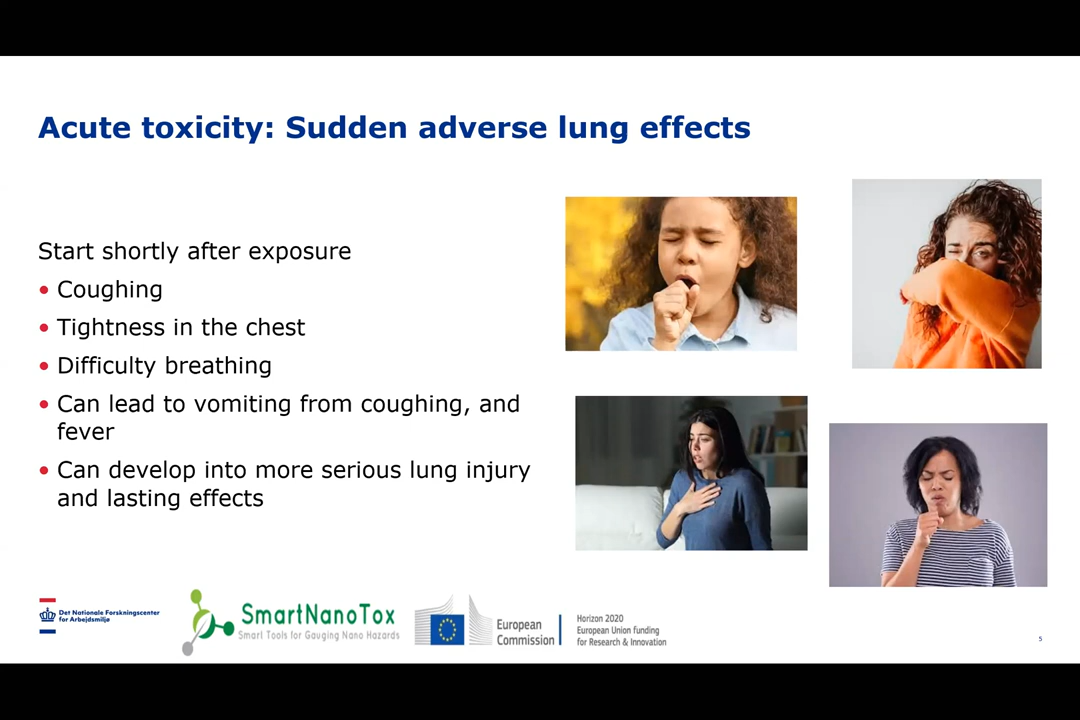 Acute toxicity: Sudden adverse lung effects
Start shortly after exposure
• Coughing
• Tightness in the chest
• Difficulty breathing
• Can lead to vomiting from coughing, and
fever
• Can develop into more serious lung injury
and lasting effects
Det Nationale Forskningscenter
for Arbejdsmiljø
SmartNanoTox
Smart Tools for Gauging Nano Hazards
European
Commission
Horizon 2020
European Union funding
for Research & Innovation
5